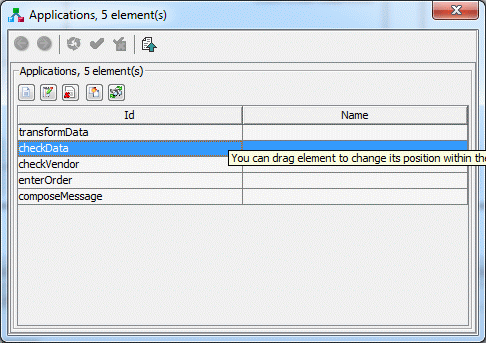 Applications, 5 element(s)
Applications, 5 element(s)
Id Name
transformData
checkData
You can drag element to change its position within the
checkVendor
enterOrder
composeMessage